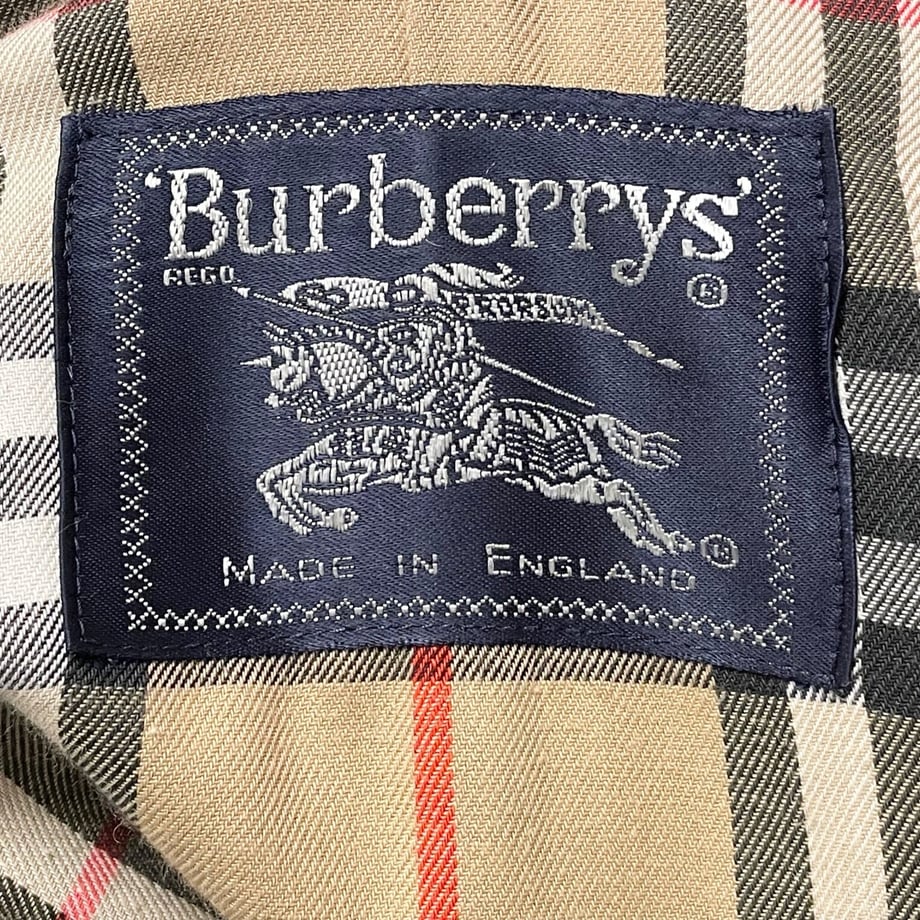 'Burberrys'
REGD
R
PRORSUM
R
MADE IN ENGLAND